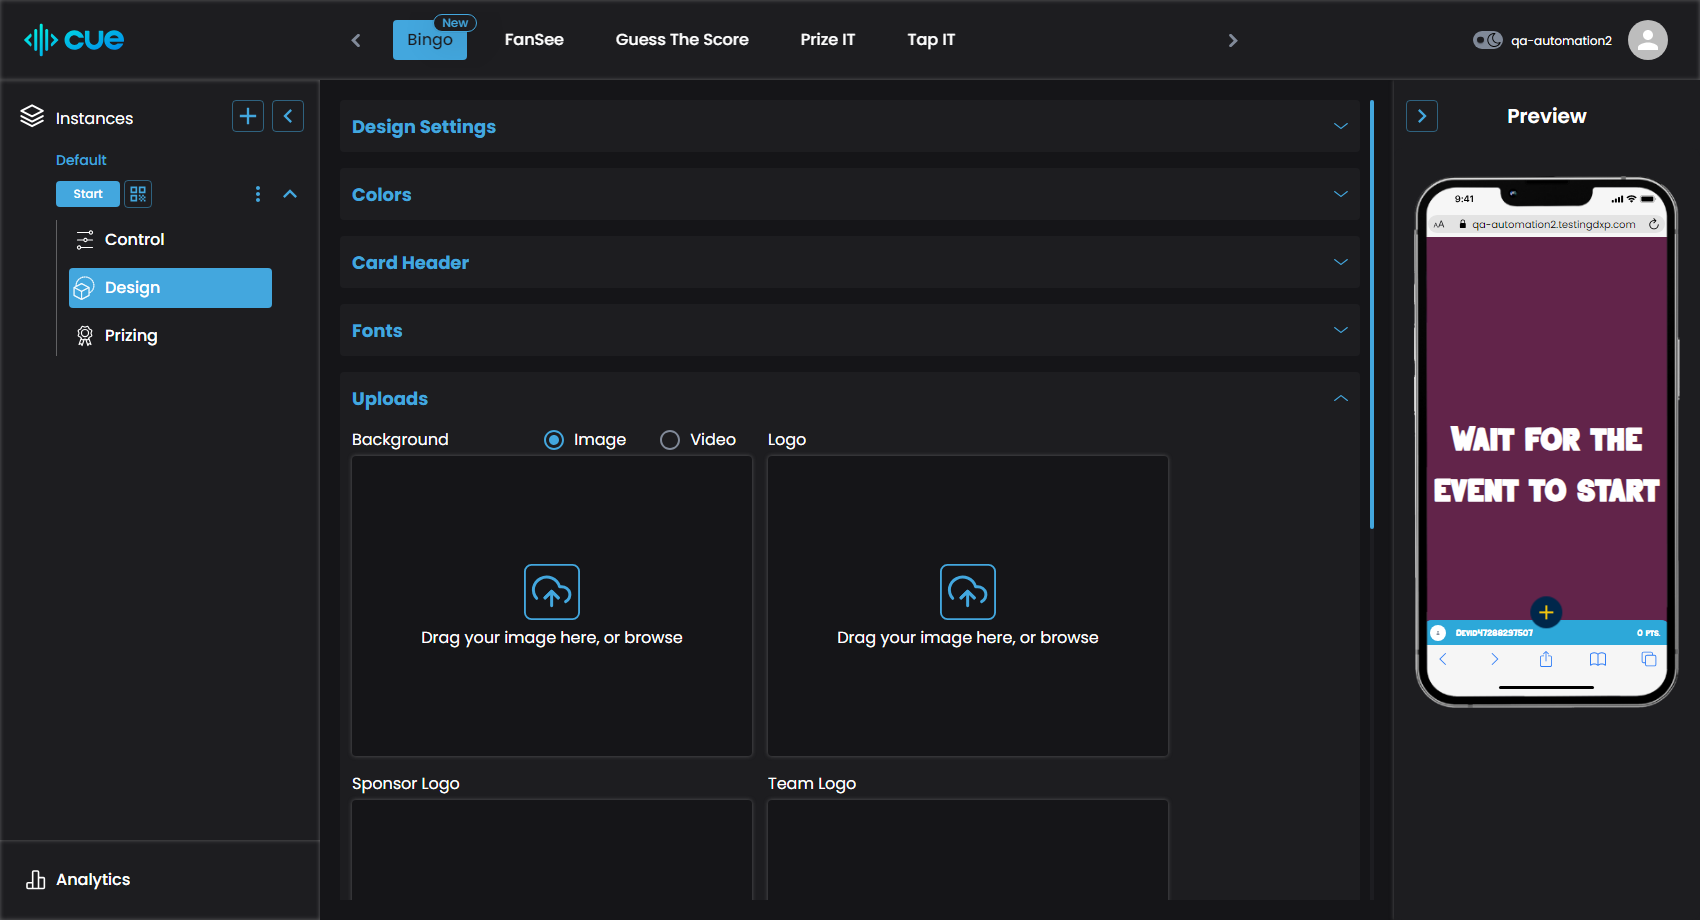 cue
New
Bingo
FanSee
Guess The Score
Prize IT
Tap IT
qa-automation2
Instances
Default
Start
Control
Design
Prizing
Analytics
Design Settings
Colors
Card Header
Fonts
Uploads
Background
Image
Video
Logo
Drag your image here, or browse
Drag your image here, or browse
Sponsor Logo
Team Logo
Preview
9:41
AA
qa-automation2.testingdxp.com
WAIT FOR THE
EVENT TO START
DEVID47288297507
0 PTS.